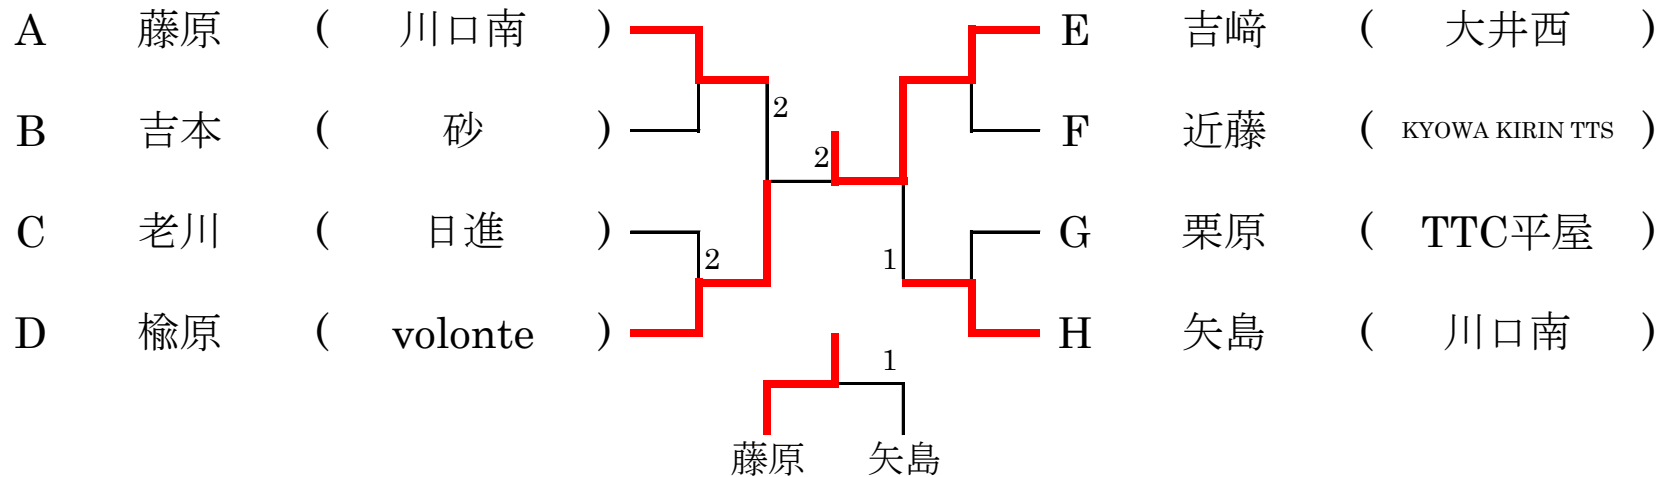 A 藤原 ( 川口南 ) E 吉﨑 ( 大井西 )
2
B 吉本 ( 砂 ) F 近藤 ( KYOWA KIRIN TTS )
2
C 老川 ( 日進 ) G 栗原 ( TTC平屋 )
2 1
D 楡原 ( volonte ) H 矢島 ( 川口南 )
1
藤原 矢島